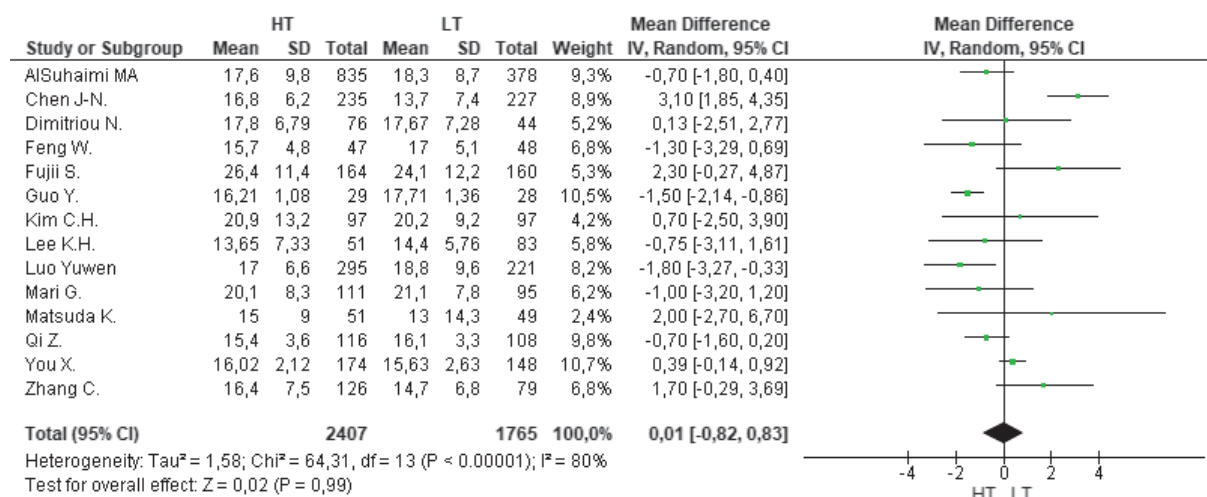 HT LT Mean Difference Mean Difference
Study or Subgroup Mean SD Total Mean SD Total Weight IV, Random, 95% CI IV, Random, 95% CI
AlSuhaimi MA 17,6 9,8 835 18,3 8,7 378 9,3% -0,70 [-1,80, 0,40]
Chen J-N. 16,8 6,2 235 13,7 7,4 227 8,9% 3,10 [1,85, 4,35]
Dimitriou N. 17,8 6,79 76 17,67 7,28 44 5,2% 0,13 [-2,51, 2,77]
Feng W. 15,7 4,8 47 17 5,1 48 6,8% -1,30 [-3,29, 0,69]
Fujii S. 26,4 11,4 164 24,1 12,2 160 5,3% 2,30 [-0,27, 4,87]
Guo Y. 16,21 1,08 29 17,71 1,36 28 10,5% -1,50 [-2,14, -0,86]
Kim C.H. 20,9 13,2 97 20,2 9,2 97 4,2% 0,70 [-2,50, 3,90]
Lee K.H. 13,65 7,33 51 14,4 5,76 83 5,8% -0,75 [-3,11, 1,61]
Luo Yuwen 17 6,6 295 18,8 9,6 221 8,2% -1,80 [-3,27, -0,33]
Mari G. 20,1 8,3 111 21,1 7,8 95 6,2% -1,00 [-3,20, 1,20]
Matsuda K. 15 9 51 13 14,3 49 2,4% 2,00 [-2,70, 6,70]
Qi Z. 15,4 3,6 116 16,1 3,3 108 9,8% -0,70 [-1,60, 0,20]
You X. 16,02 2,12 174 15,63 2,63 148 10,7% 0,39 [-0,14, 0,92]
Zhang C. 16,4 7,5 126 14,7 6,8 79 6,8% 1,70 [-0,29, 3,69]
Total (95% CI) 2407 1765 100,0% 0,01 [-0,82, 0,83]
Heterogeneity: Tau² = 1,58; Chi² = 64,31, df = 13 (P < 0.00001); I² = 80%
Test for overall effect: Z = 0,02 (P = 0,99)
-4 -2 0 2 4
HT LT